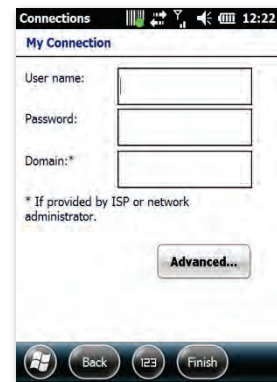 Connections 12:22
My Connection
User name:
Password:
Domain:*
* If provided by ISP or network
administrator.
Advanced...
Back 123 Finish